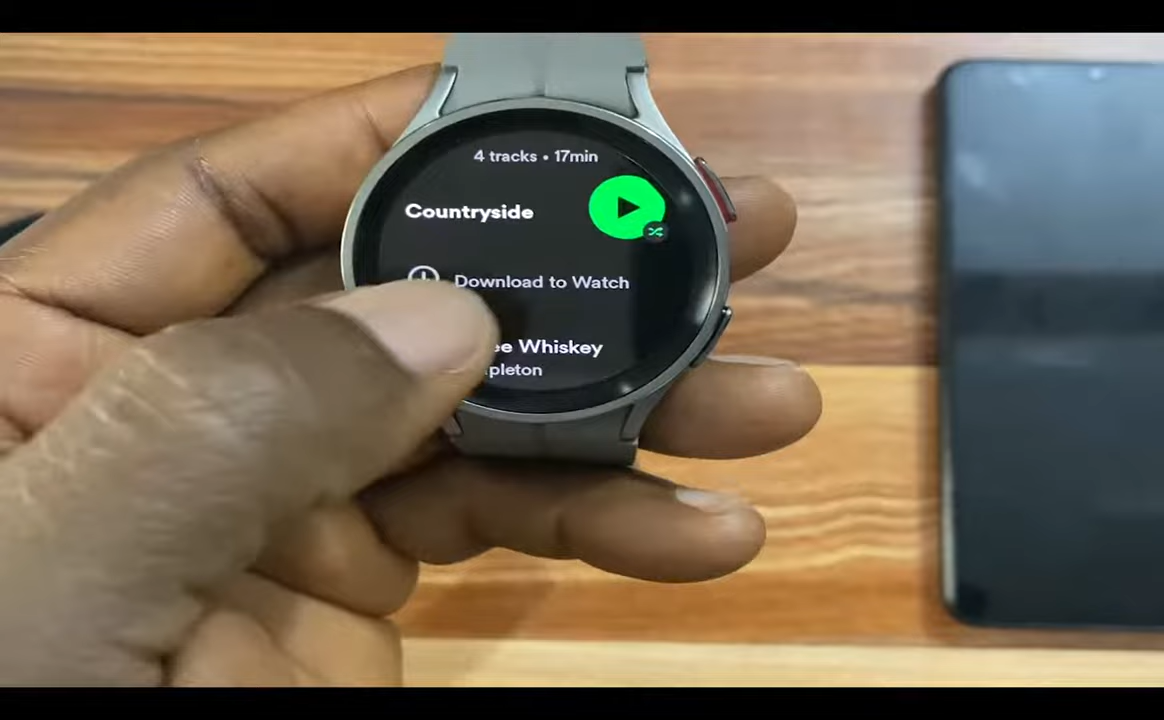 4 tracks • 17min
Countryside
Download to Watch
Whiskey